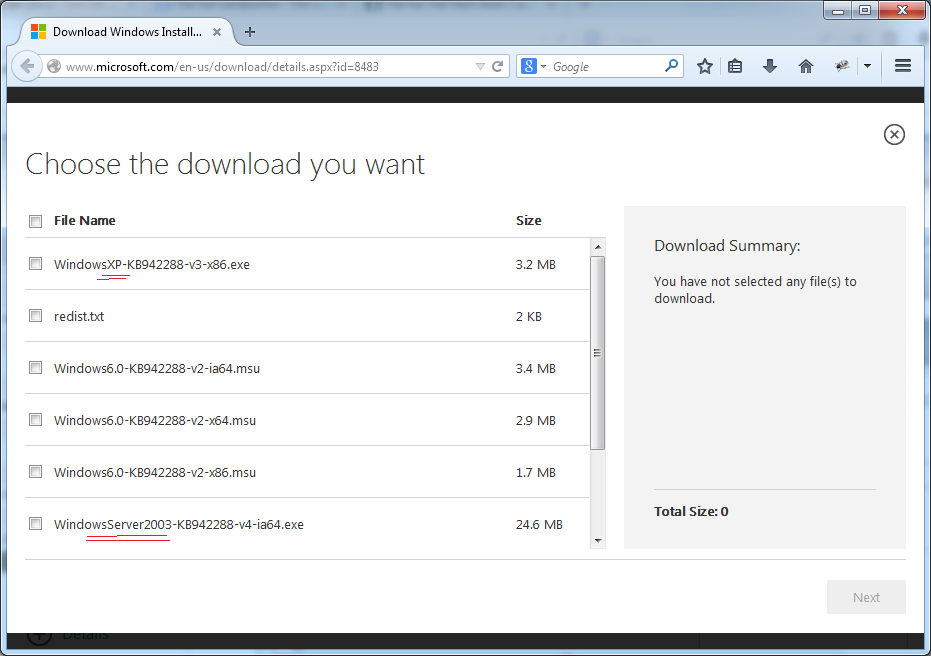 Download Windows Install...
www.microsoft.com/en-us/download/details.aspx?id=8483
Google
Choose the download you want
File Name Size
WindowsXP-KB942288-v3-x86.exe 3.2 MB
redist.txt 2 KB
Windows6.0-KB942288-v2-ia64.msu 3.4 MB
Windows6.0-KB942288-v2-x64.msu 2.9 MB
Windows6.0-KB942288-v2-x86.msu 1.7 MB
WindowsServer2003-KB942288-v4-ia64.exe 24.6 MB
Download Summary:
You have not selected any file(s) to
download.
Total Size: 0
Next
Details